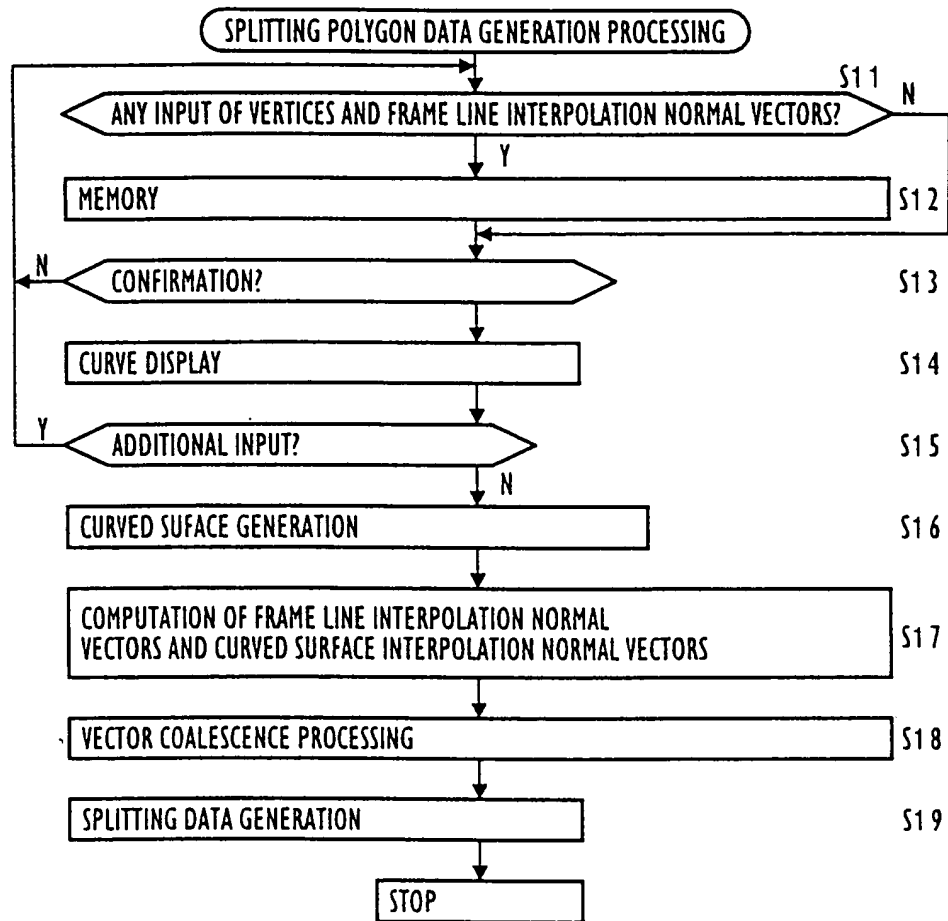 SPLITTING POLYGON DATA GENERATION PROCESSING
S11
ANY INPUT OF VERTICES AND FRAME LINE INTERPOLATION NORMAL VECTORS?
N
Y
MEMORY
S12
N
CONFIRMATION?
S13
CURVE DISPLAY
S14
Y
ADDITIONAL INPUT?
S15
N
CURVED SUFACE GENERATION
S16
COMPUTATION OF FRAME LINE INTERPOLATION NORMAL
VECTORS AND CURVED SURFACE INTERPOLATION NORMAL VECTORS
S17
VECTOR COALESCENCE PROCESSING
S18
SPLITTING DATA GENERATION
S19
STOP